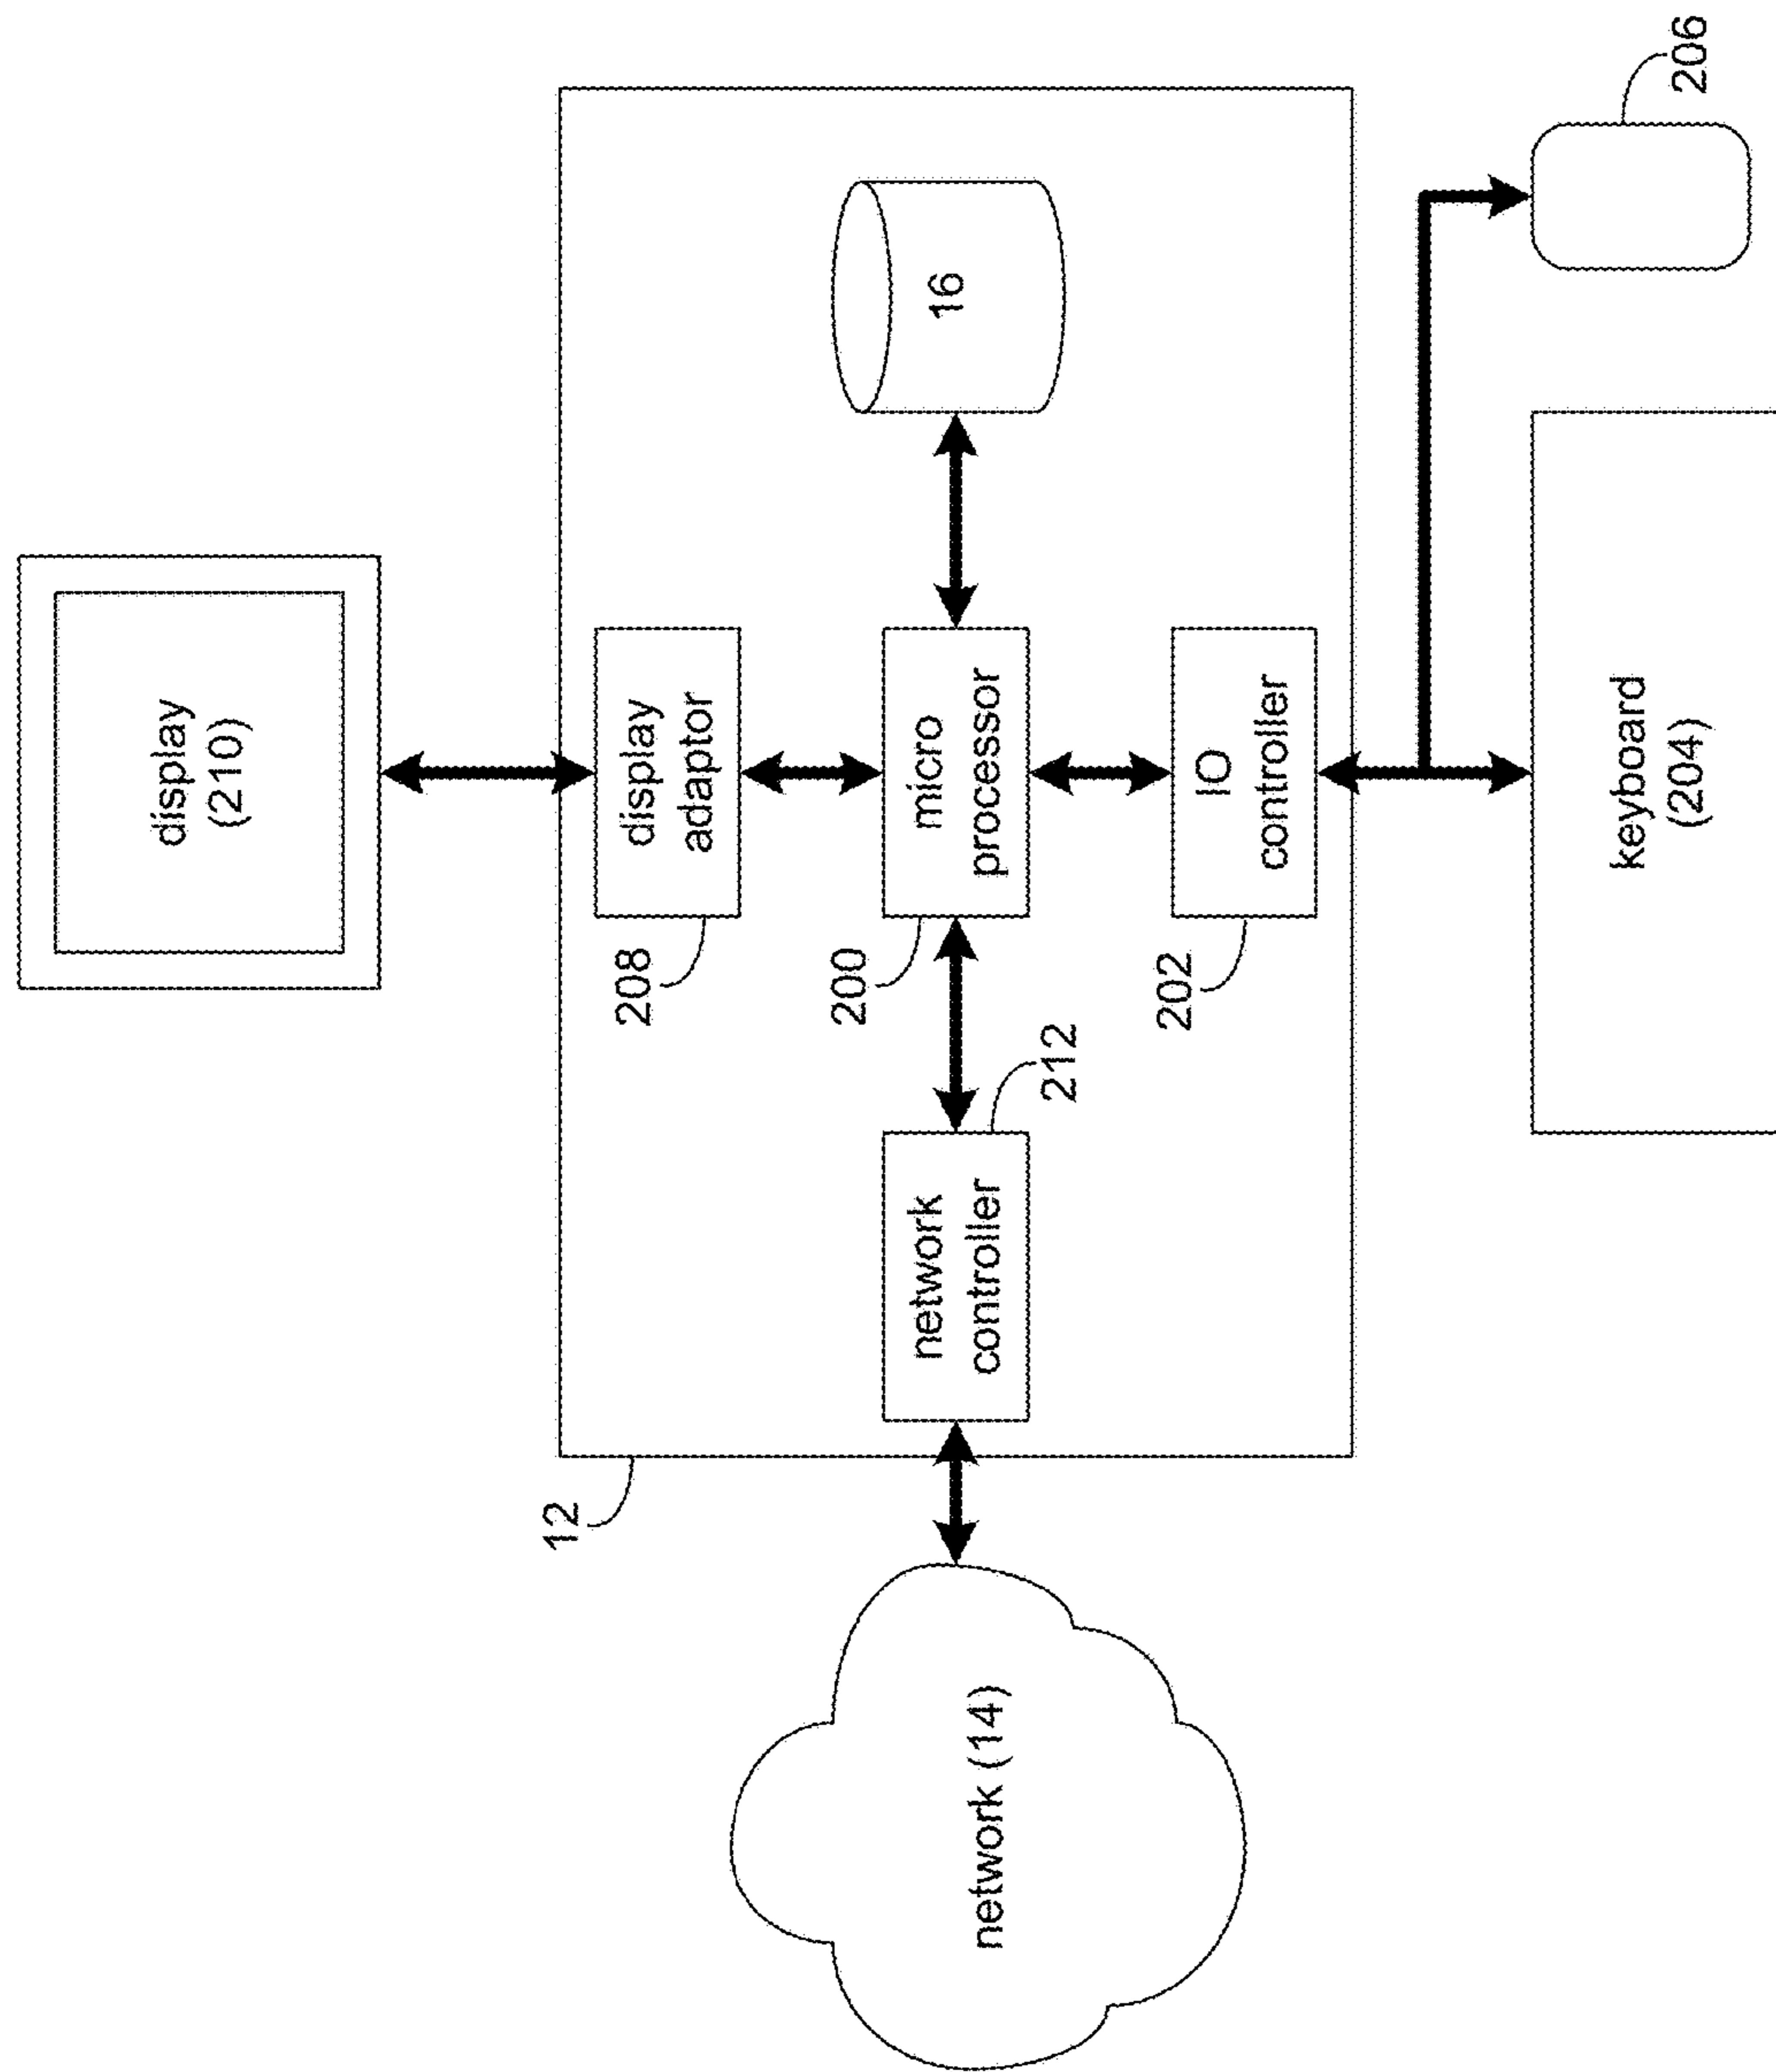 display
(210)
208
display
adaptor
200
micro
processor
16
212
network
controller
202
IO
controller
12
network (14)
keyboard
(204)
206